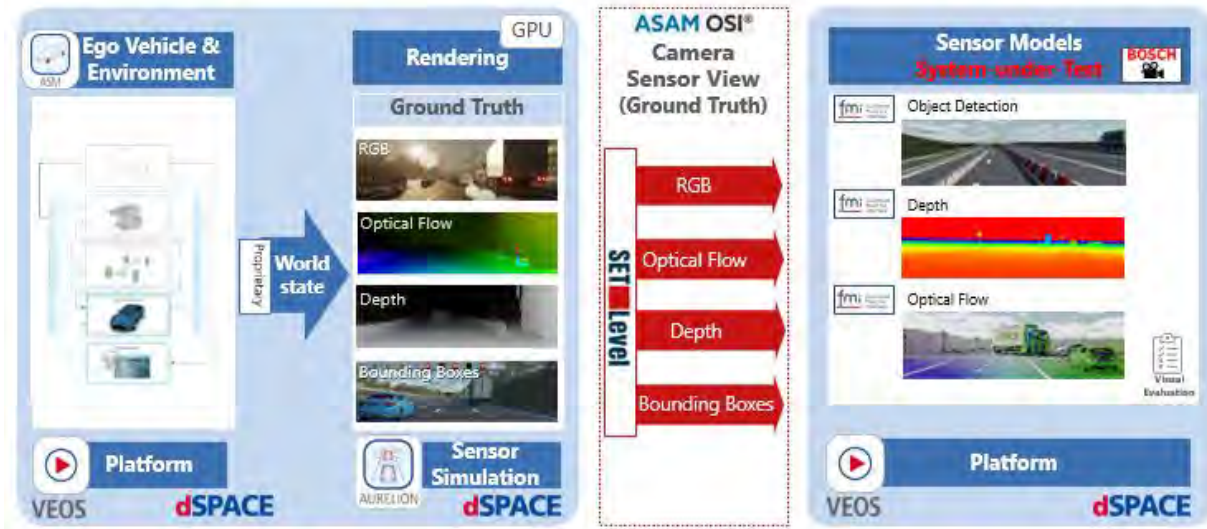 Ego Vehicle &
Environment
ASM
Proprietary
World
state
Platform
VEOS
dSPACE
GPU
Rendering
Ground Truth
RGB
Optical Flow
Depth
Bounding Boxes
Sensor
Simulation
AURELION
dSPACE
ASAM OSI®
Camera
Sensor View
(Ground Truth)
SET Level
RGB
Optical Flow
Depth
Bounding Boxes
Sensor Models
System under Test
BOSCH
fmi
Object Detection
fmi
Depth
fmi
Optical Flow
Visual
Evaluation
Platform
VEOS
dSPACE